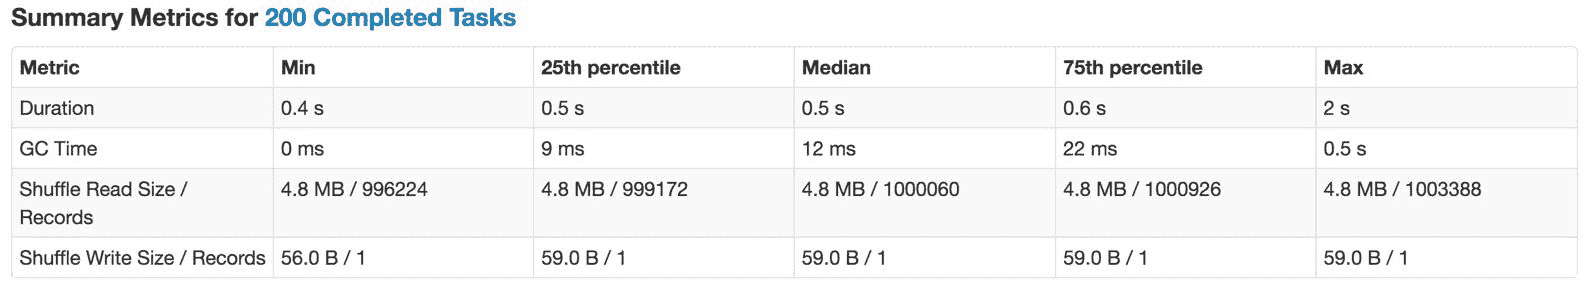 Summary Metrics for 200 Completed Tasks
Metric Min 25th percentile Median 75th percentile Max
Duration 0.4 s 0.5 s 0.5 s 0.6 s 2 s
GC Time 0 ms 9 ms 12 ms 22 ms 0.5 s
Shuffle Read Size / 4.8 MB / 996224 4.8 MB / 999172 4.8 MB / 1000060 4.8 MB / 1000926 4.8 MB / 1003388
Records
Shuffle Write Size / Records 56.0 B / 1 59.0 B / 1 59.0 B / 1 59.0 B / 1 59.0 B / 1